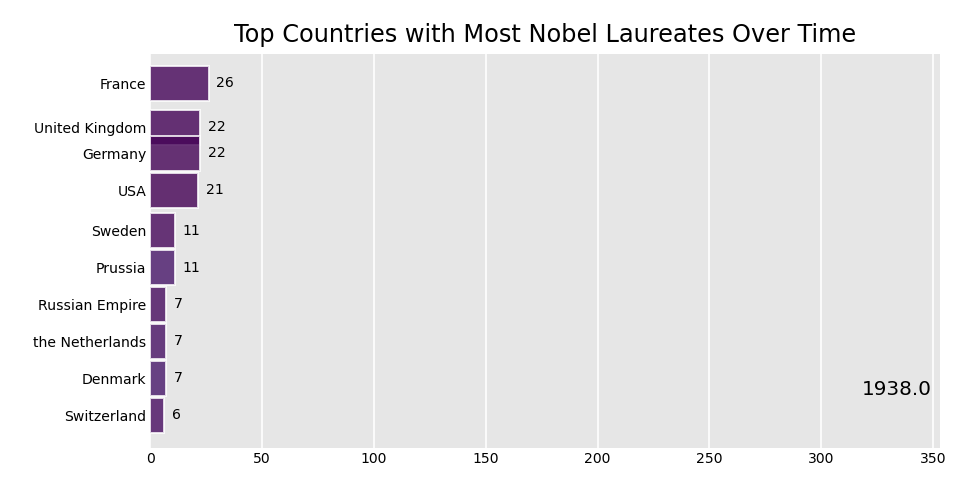 Top Countries with Most Nobel Laureates Over Time
France 26
United Kingdom 22
Germany 22
USA 21
Sweden 11
Prussia 11
Russian Empire 7
the Netherlands 7
Denmark 7
1938.0
Switzerland 6
0 50 100 150 200 250 300 350